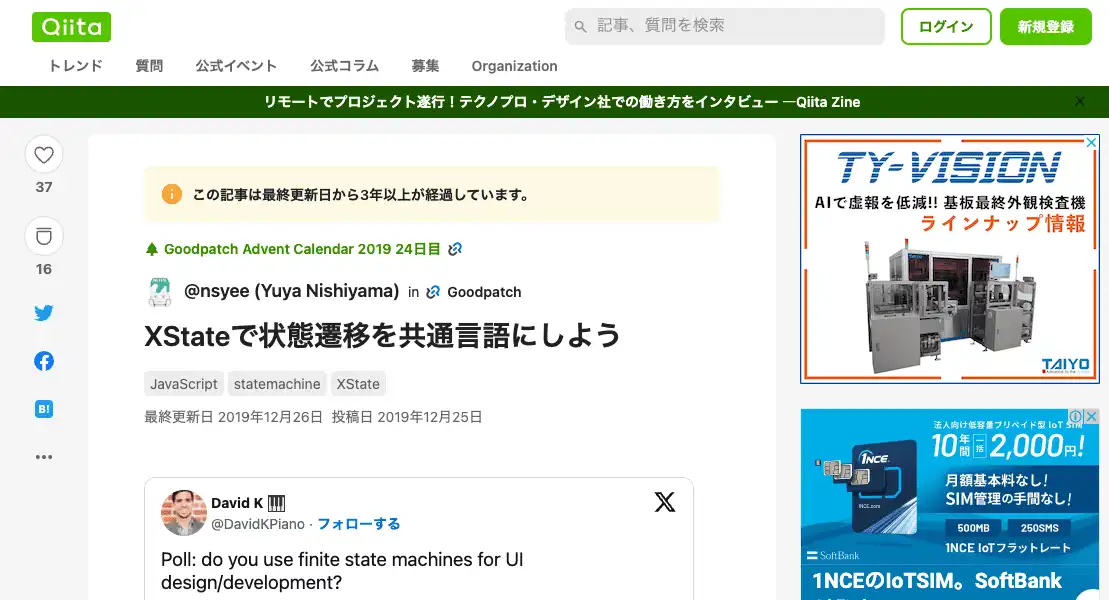 Qiita
記事、質問を検索
ログイン
新規登録
トレンド 質問 公式イベント 公式コラム 募集 Organization
リモートでプロジェクト遂行！テクノプロ・デザイン社での働き方をインタビュー ―Qiita Zine
37
16
B!
この記事は最終更新日から3年以上が経過しています。
Goodpatch Advent Calendar 2019 24日目
@nsyee (Yuya Nishiyama) in Goodpatch
XStateで状態遷移を共通言語にしよう
JavaScript statemachine XState
最終更新日 2019年12月26日 投稿日 2019年12月25日
David K
@DavidKPiano · フォローする
Poll: do you use finite state machines for UI
design/development?
TY-VISION
AIで虚報を低減!! 基板最終外観検査機
ラインナップ情報
TAIYO
法人向け低容量プリペイド型 IoT SIM
10年間 一括 2,000円!
1NCE
月額基本料なし!
SIM管理の手間なし!
500MB 250SMS
1NCE IoTフラットレート
SoftBank
1NCEのIoTSIM。SoftBank